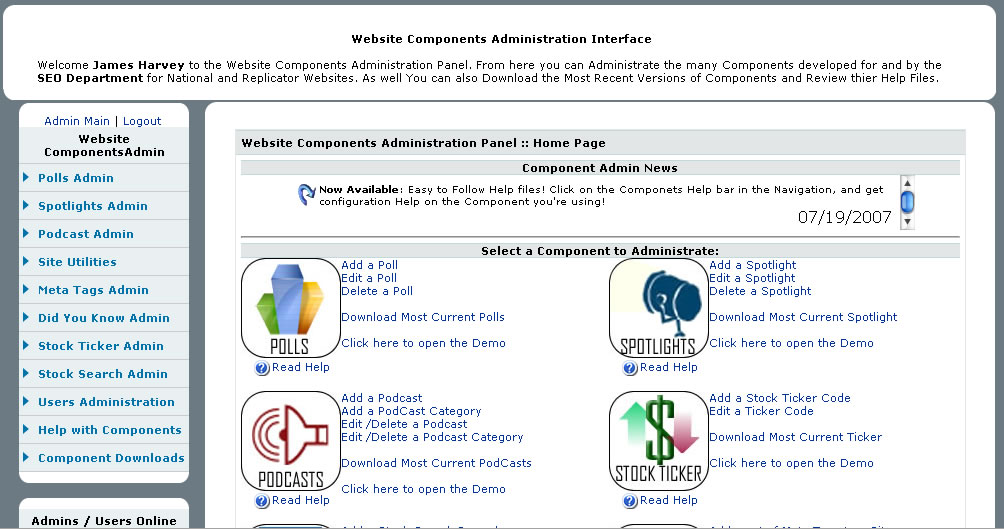 Website Components Administration Interface
Welcome James Harvey to the Website Components Administration Panel. From here you can Administrate the many Components developed for and by the
SEO Department for National and Replicator Websites. As well You can also Download the Most Recent Versions of Components and Review thier Help Files.
Admin Main | Logout
Website
ComponentsAdmin
Polls Admin
Spotlights Admin
Podcast Admin
Site Utilities
Meta Tags Admin
Did You Know Admin
Stock Ticker Admin
Stock Search Admin
Users Administration
Help with Components
Component Downloads
Admins / Users Online
Website Components Administration Panel :: Home Page
Component Admin News
Now Available: Easy to Follow Help files! Click on the Componets Help bar in the Navigation, and get
configuration Help on the Component you're using!
07/19/2007
Select a Component to Administrate:
POLLS
Add a Poll
Edit a Poll
Delete a Poll
Download Most Current Polls
Click here to open the Demo
Read Help
SPOTLIGHTS
Add a Spotlight
Edit a Spotlight
Delete a Spotlight
Download Most Current Spotlight
Click here to open the Demo
Read Help
PODCASTS
Add a Podcast
Add a PodCast Category
Edit /Delete a Podcast
Edit /Delete a Podcast Category
Download Most Current PodCasts
Click here to open the Demo
Read Help
STOCK TICKER
Add a Stock Ticker Code
Edit a Ticker Code
Download Most Current Ticker
Click here to open the Demo
Read Help